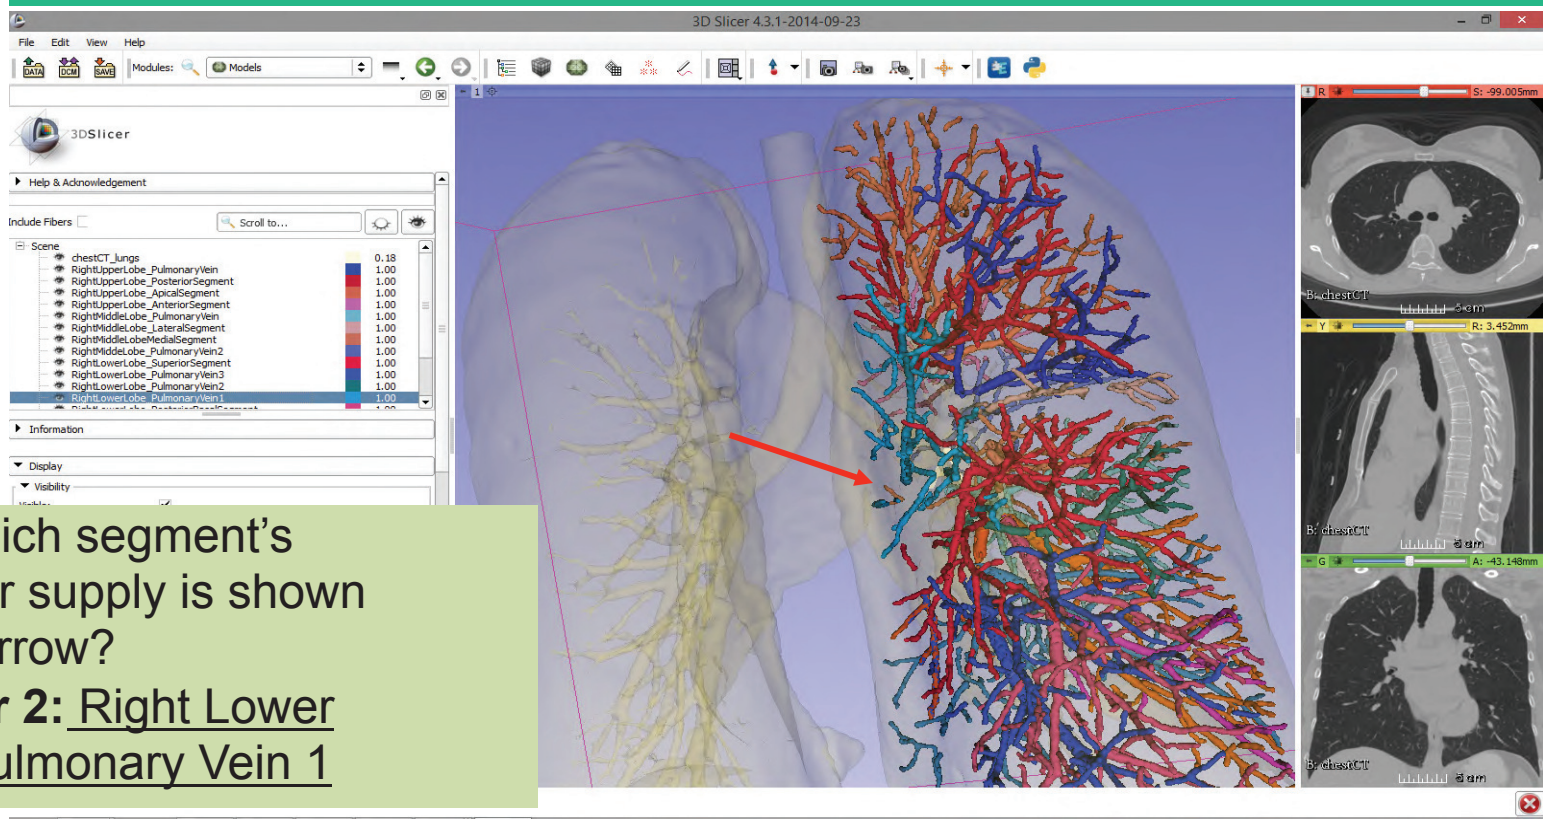 3D Slicer 4.3.1-2014-09-23
File Edit View Help
DATA DCM SAVE Modules: Models
1
3DSlicer
Help & Acknowledgement
Include Fibers Scroll to...
Scene
chestCT_lungs 0.18
RightUpperLobe_PulmonaryVein 1.00
RightUpperLobe_PosteriorSegment 1.00
RightUpperLobe_ApicalSegment 1.00
RightUpperLobe_AnteriorSegment 1.00
RightMiddleLobe_PulmonaryVein 1.00
RightMiddleLobe_LateralSegment 1.00
RightMiddleLobeMedialSegment 1.00
RightMiddeLobe_PulmonaryVein2 1.00
RightLowerLobe_SuperiorSegment 1.00
RightLowerLobe_PulmonaryVein3 1.00
RightLowerLobe_PulmonaryVein2 1.00
RightLowerLobe_PulmonaryVein1 1.00
Information
Display
Visibility
ich segment's
r supply is shown
rrow?
r 2: Right Lower
ulmonary Vein 1
R S: -99.005mm
B: chestCT
5 cm
Y R: 3.452mm
B: chestCT
5 cm
G A: -43.148mm
B: chestCT
5 cm